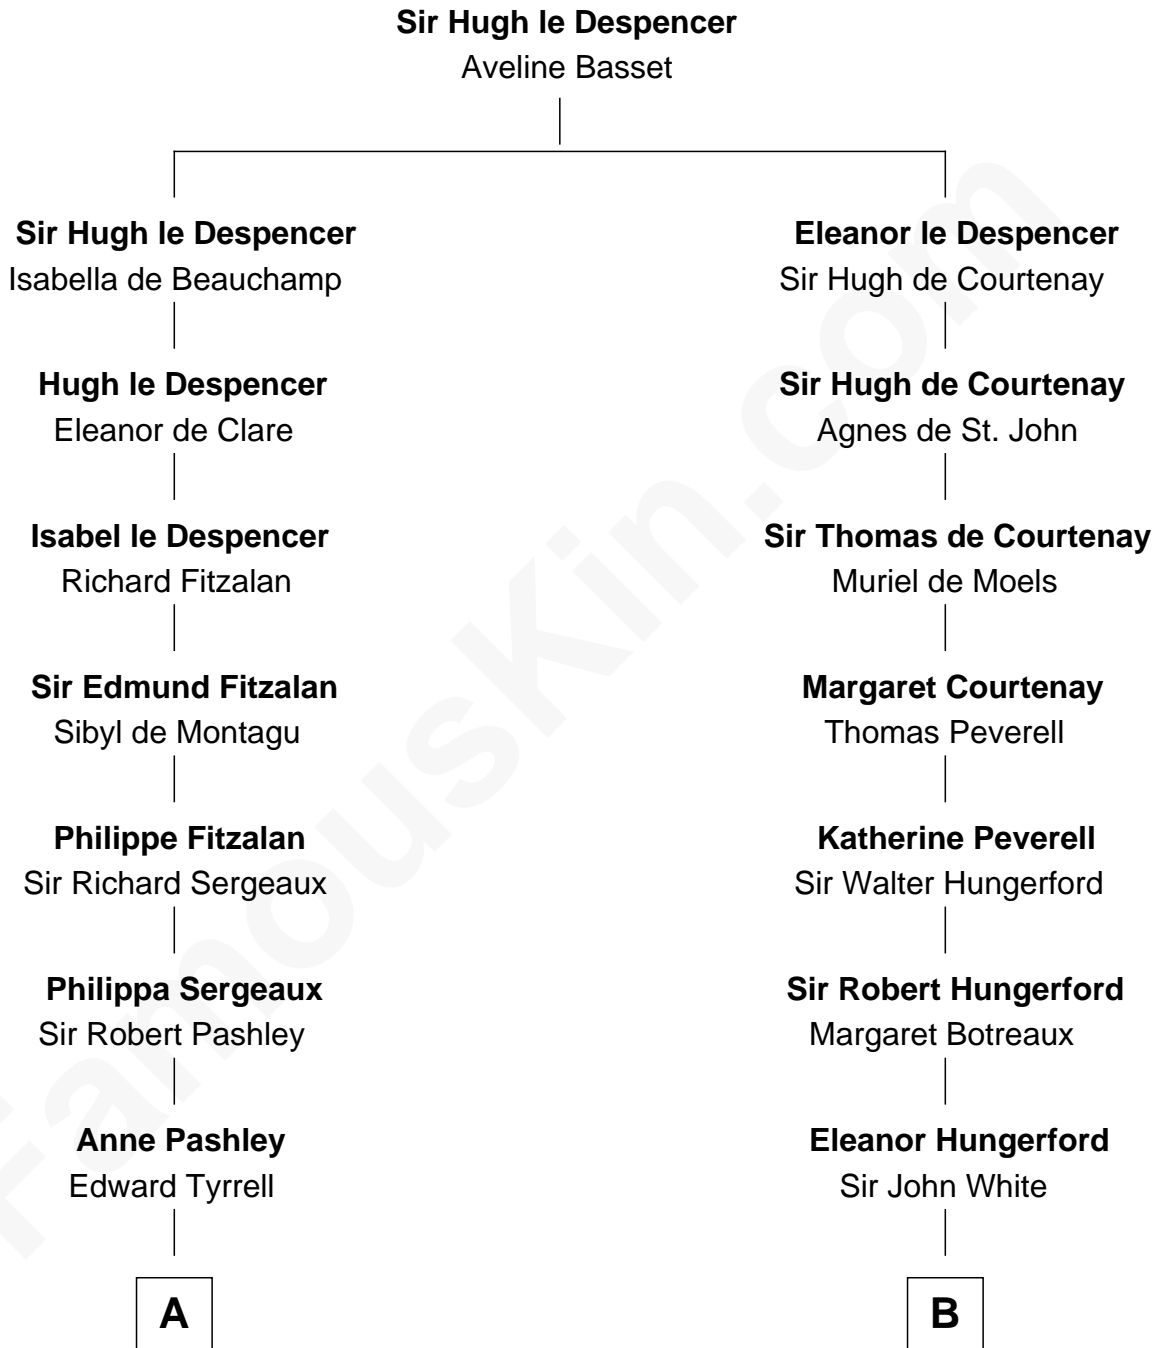 Sir Hugh le Despencer
Aveline Basset
Sir Hugh le Despencer
Isabella de Beauchamp
Hugh le Despencer
Eleanor de Clare
Isabel le Despencer
Richard Fitzalan
Sir Edmund Fitzalan
Sibyl de Montagu
Philippe Fitzalan
Sir Richard Sergeaux
Philippa Sergeaux
Sir Robert Pashley
Anne Pashley
Edward Tyrrell
A
Eleanor le Despencer
Sir Hugh de Courtenay
Sir Hugh de Courtenay
Agnes de St. John
Sir Thomas de Courtenay
Muriel de Moels
Margaret Courtenay
Thomas Peverell
Katherine Peverell
Sir Walter Hungerford
Sir Robert Hungerford
Margaret Botreaux
Eleanor Hungerford
Sir John White
B
FamousKin.com